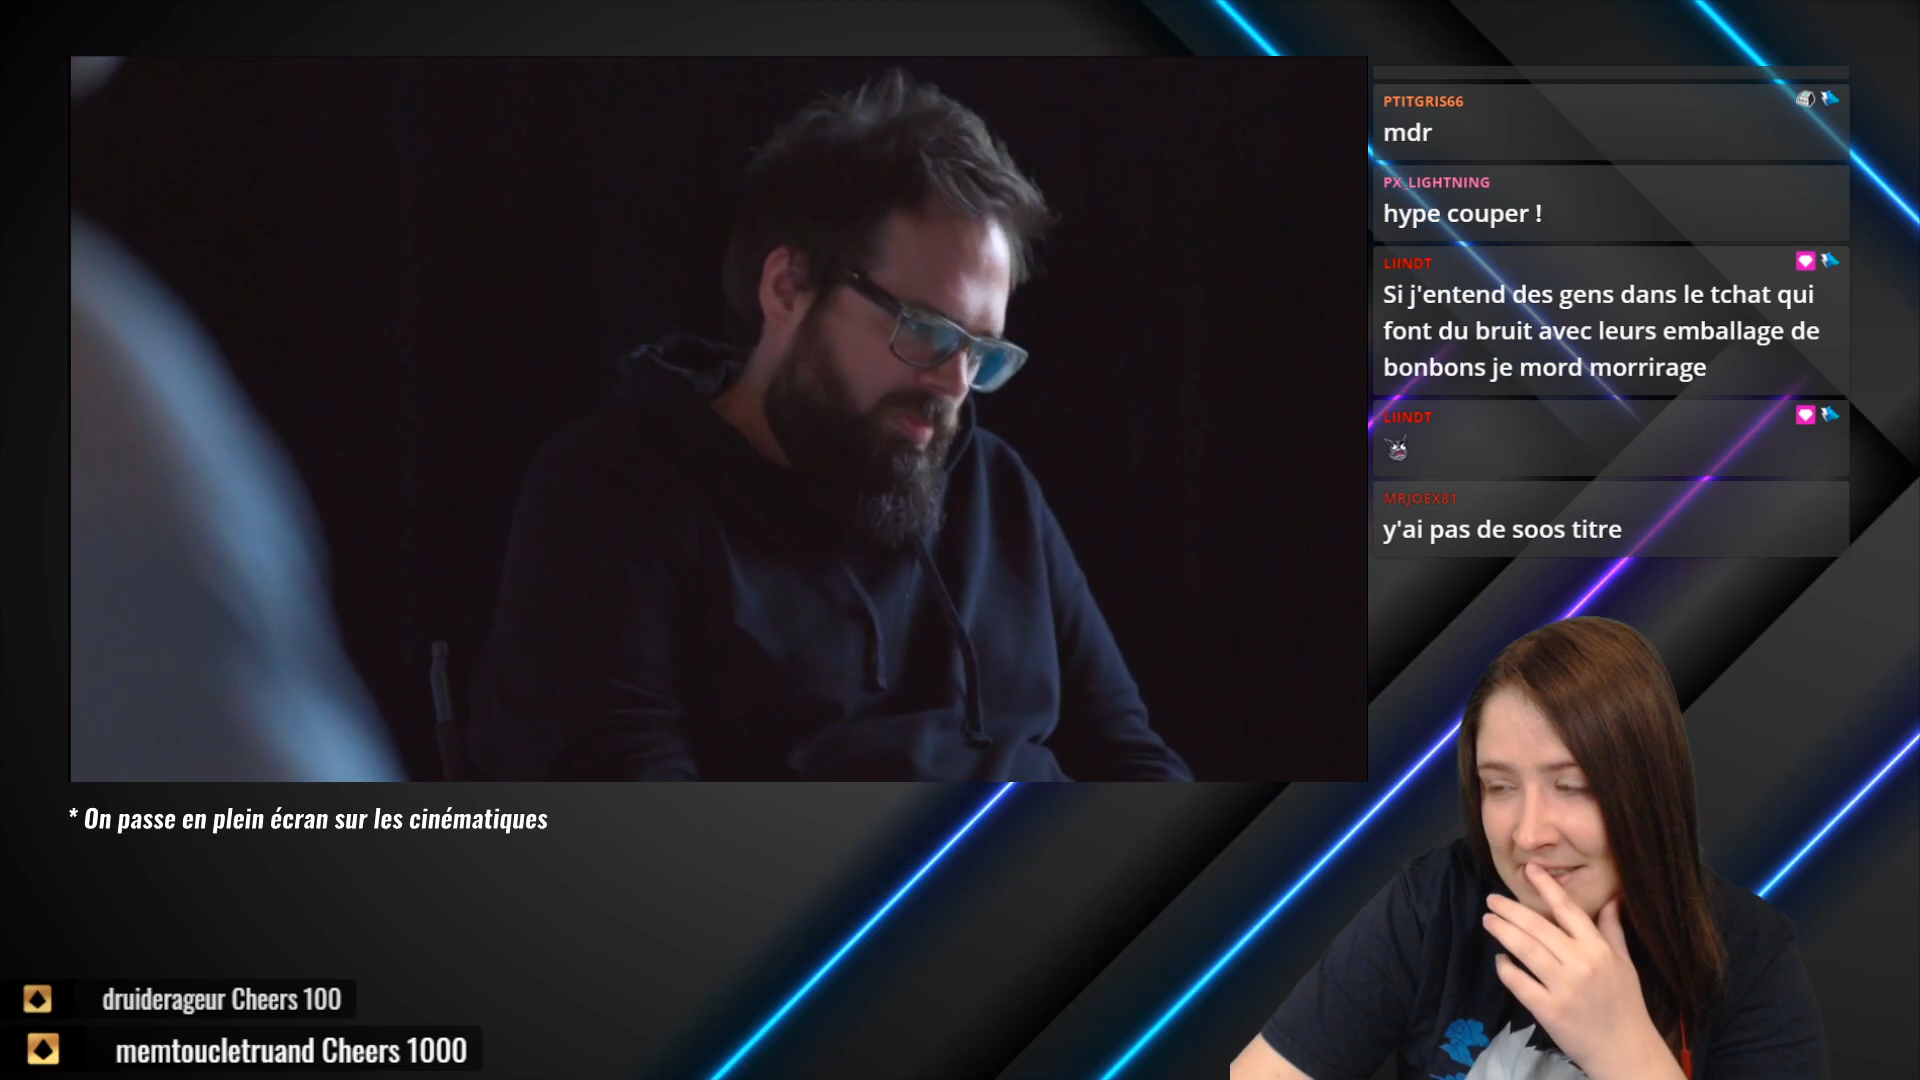 PTITGRIS66
mdr
PX_LIGHTNING
hype couper !
LIINDT
Si j'entend des gens dans le tchat qui
font du bruit avec leurs emballage de
bonbons je mord morrirage
LIINDT
MRJOEX81
y'ai pas de soos titre
* On passe en plein écran sur les cinématiques
druiderageur Cheers 100
memtoucletruand Cheers 1000